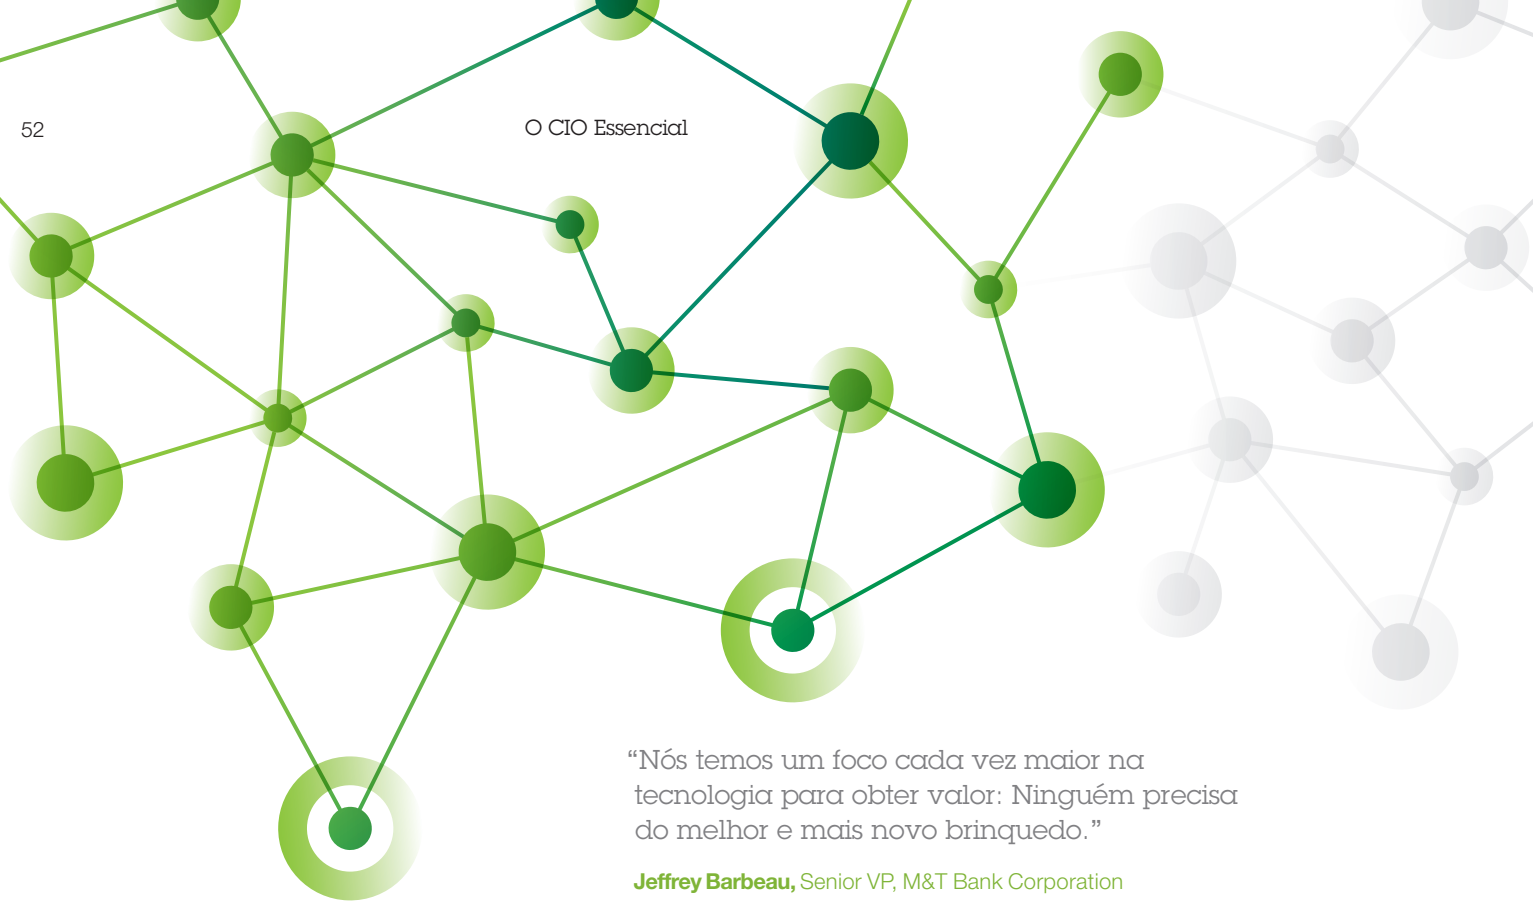 52
O CIO Essencial
“Nós temos um foco cada vez maior na
tecnologia para obter valor: Ninguém precisa
do melhor e mais novo brinquedo.”
Jeffrey Barbeau, Senior VP, M&T Bank Corporation